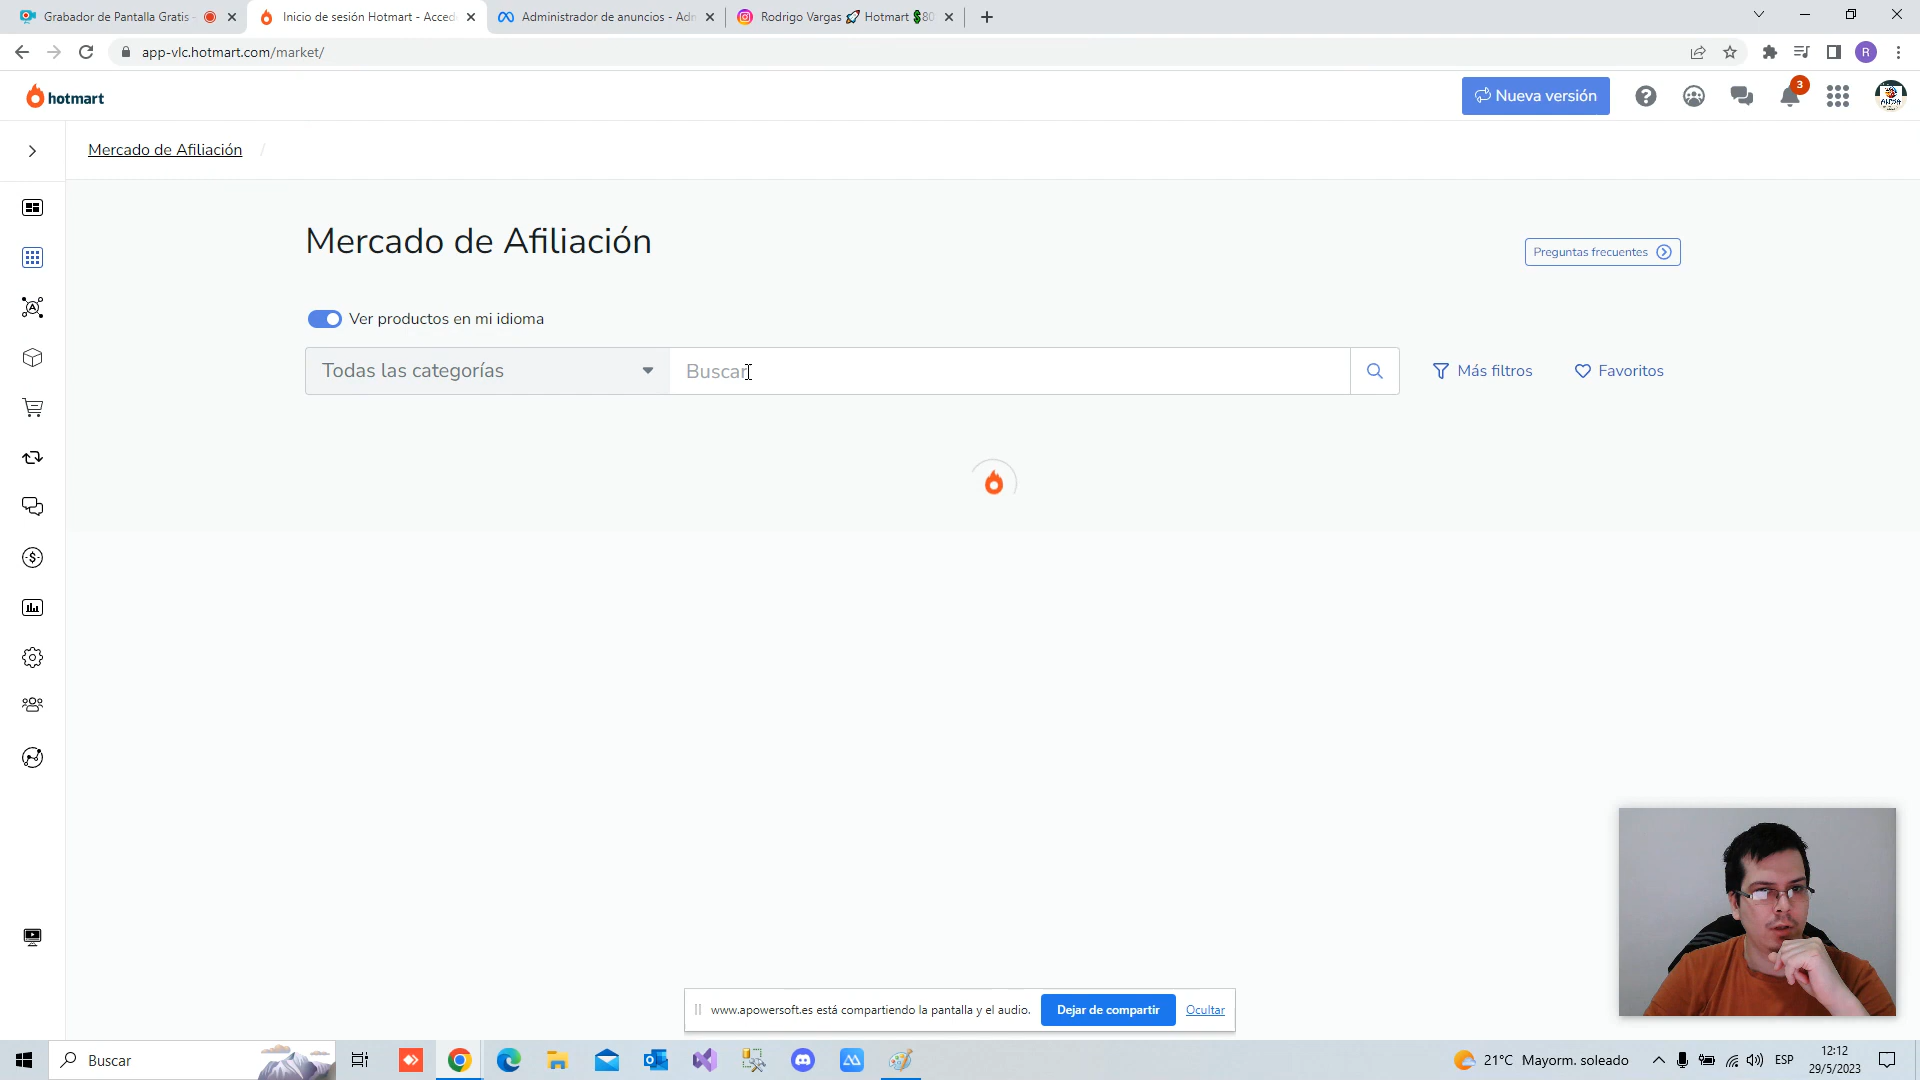 Grabador de Pantalla Gratis -
Inicio de sesión Hotmart - Acced
Administrador de anuncios - Adn
Rodrigo Vargas 🚀 Hotmart 💲80
app-vlc.hotmart.com/market/
R
hotmart
Nueva versión
3
Mercado de Afiliación /
Mercado de Afiliación
Preguntas frecuentes
Ver productos en mi idioma
Todas las categorías
Buscar
Más filtros
Favoritos
www.apowersoft.es está compartiendo la pantalla y el audio.
Dejar de compartir
Ocultar
Buscar
21°C Mayorm. soleado
ESP
12:12
29/5/2023